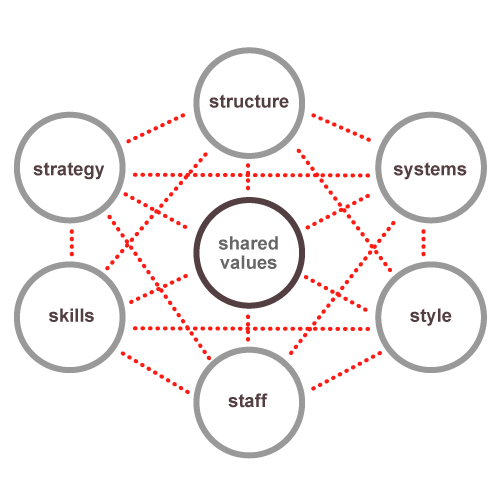 structure
strategy
systems
shared
values
skills
style
staff